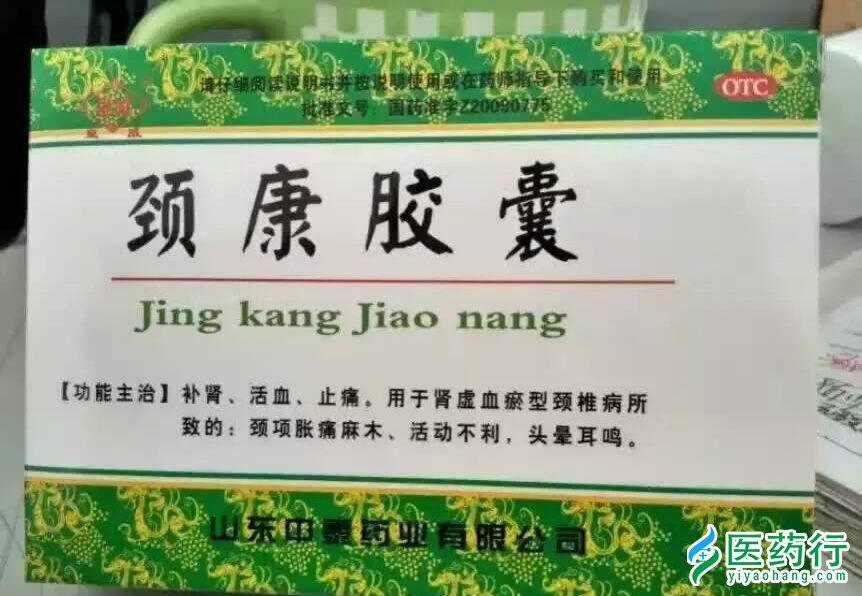 请仔细阅读说明书并按说明使用或在药师指导下购买和使用
批准文号：国药准字Z20090775
OTC
颈康胶囊
Jing kang Jiao nang
【功能主治】补肾、活血、止痛。用于肾虚血瘀型颈椎病所
致的：颈项胀痛麻木、活动不利，头晕耳鸣。
山东中泰药业有限公司
医药行
yiyaohang.com